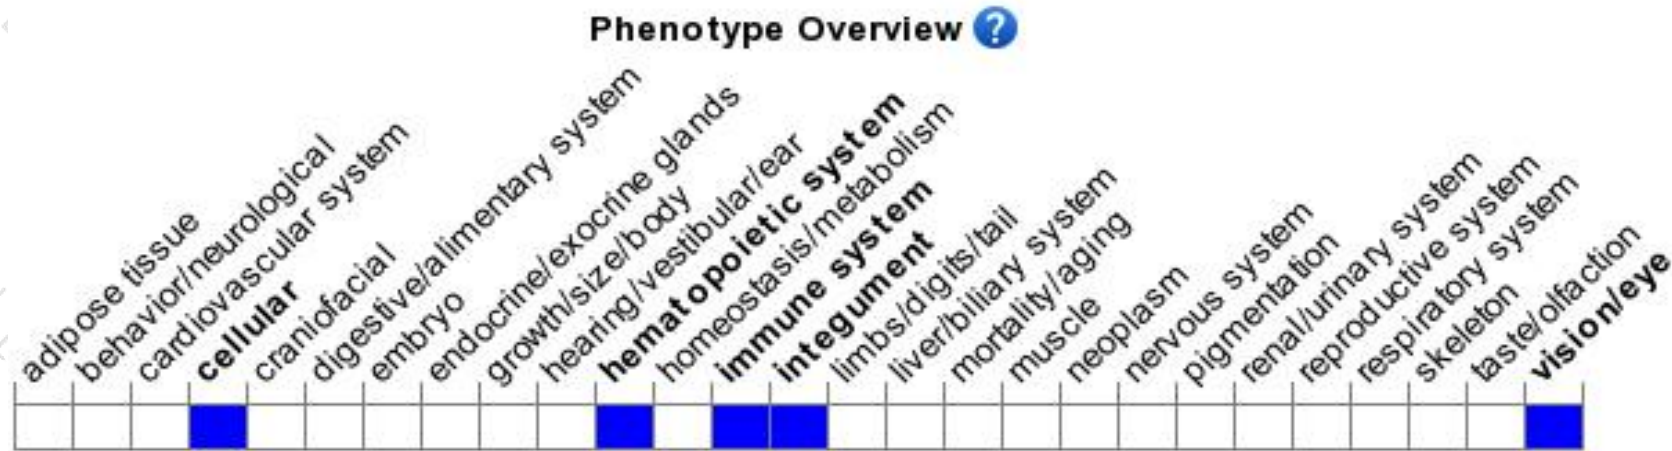 Phenotype Overview ?
adipose tissue
behavior/neurological
cardiovascular system
cellular
craniofacial
digestive/alimentary system
embryo
endocrine/exocrine glands
growth/size/body
hearing/vestibular/ear
hematopoietic system
homeostasis/metabolism
immune system
integument
limbs/digits/tail
liver/biliary system
mortality/aging
muscle
neoplasm
nervous system
pigmentation
renal/urinary system
reproductive system
respiratory system
skeleton
taste/olfaction
vision/eye